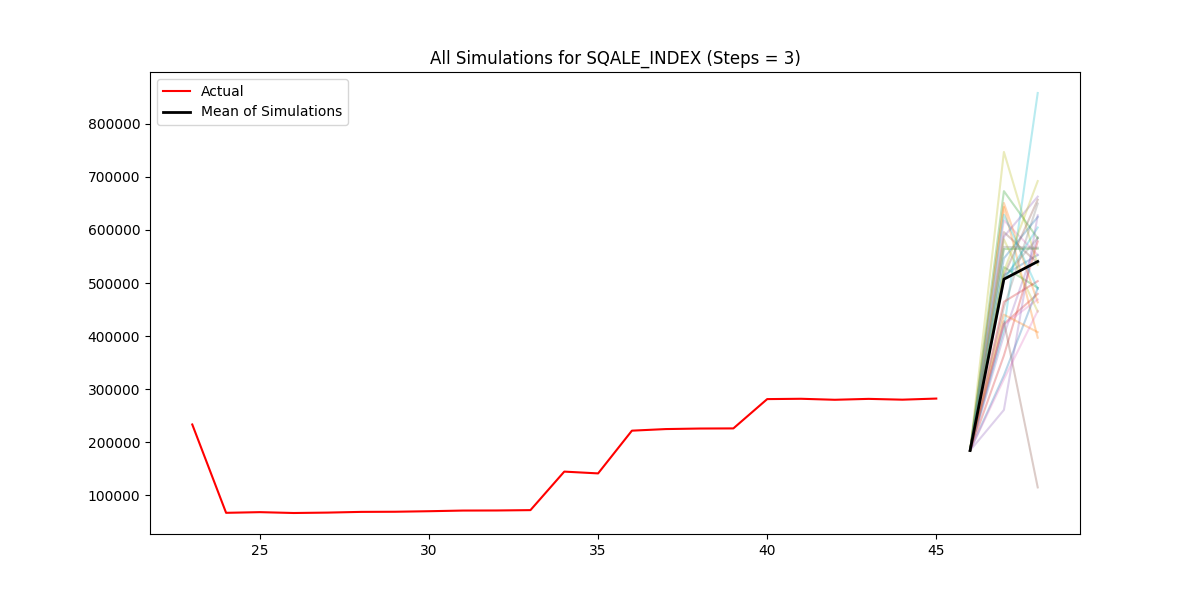 All Simulations for SQALE_INDEX (Steps = 3)
Actual
Mean of Simulations
800000
700000
600000
500000
400000
300000
200000
100000
25 30 35 40 45